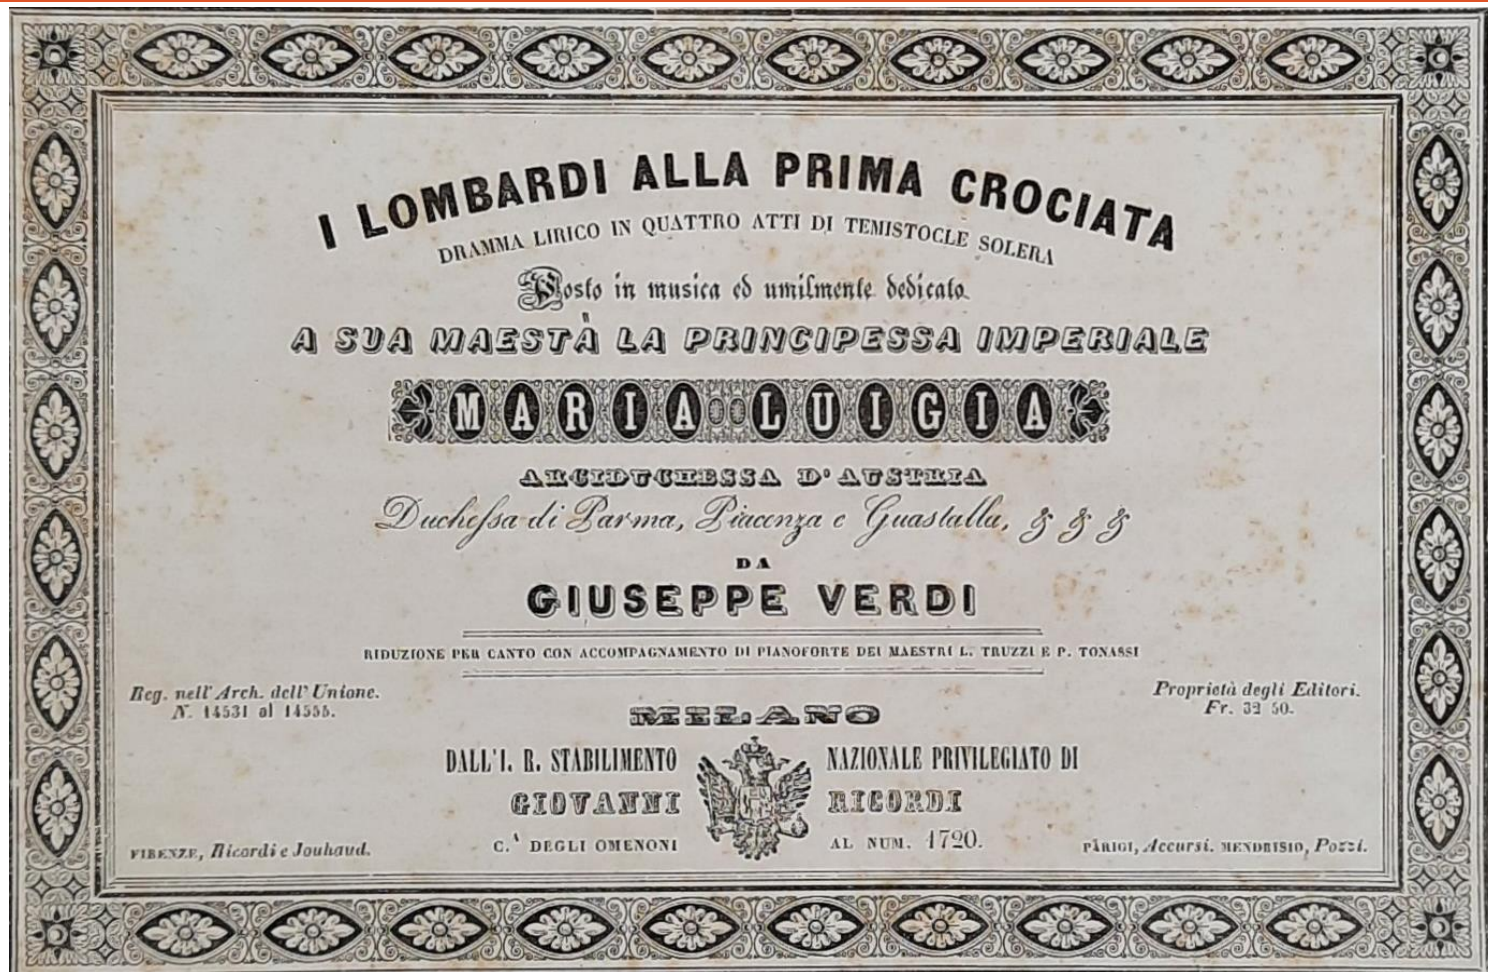 I LOMBARDI ALLA PRIMA CROCIATA
DRAMMA LIRICO IN QUATTRO ATTI DI TEMISTOCLE SOLERA
Posto in musica ed umilmente dedicato
A SUA MAESTÀ LA PRINCIPESSA IMPERIALE
MARIA LUIGIA
ARCIDUCHESSA D'AUSTRIA
Duchessa di Parma, Piacenza e Guastalla, & & &
DA
GIUSEPPE VERDI
RIDUZIONE PER CANTO CON ACCOMPAGNAMENTO DI PIANOFORTE DEI MAESTRI L. TRUZZI E P. TONASSI
Reg. nell'Arch. dell'Unione.
N. 14531 al 14555.
Proprietà degli Editori.
Fr. 32 50.
MILANO
DALL'I. R. STABILIMENTO NAZIONALE PRIVILEGIATO DI
GIOVANNI RICORDI
C.ᴬ DEGLI OMENONI AL NUM. 1720.
FIRENZE, Ricordi e Jouhaud.
PARIGI, Accursi. MENDRISIO, Pozzi.